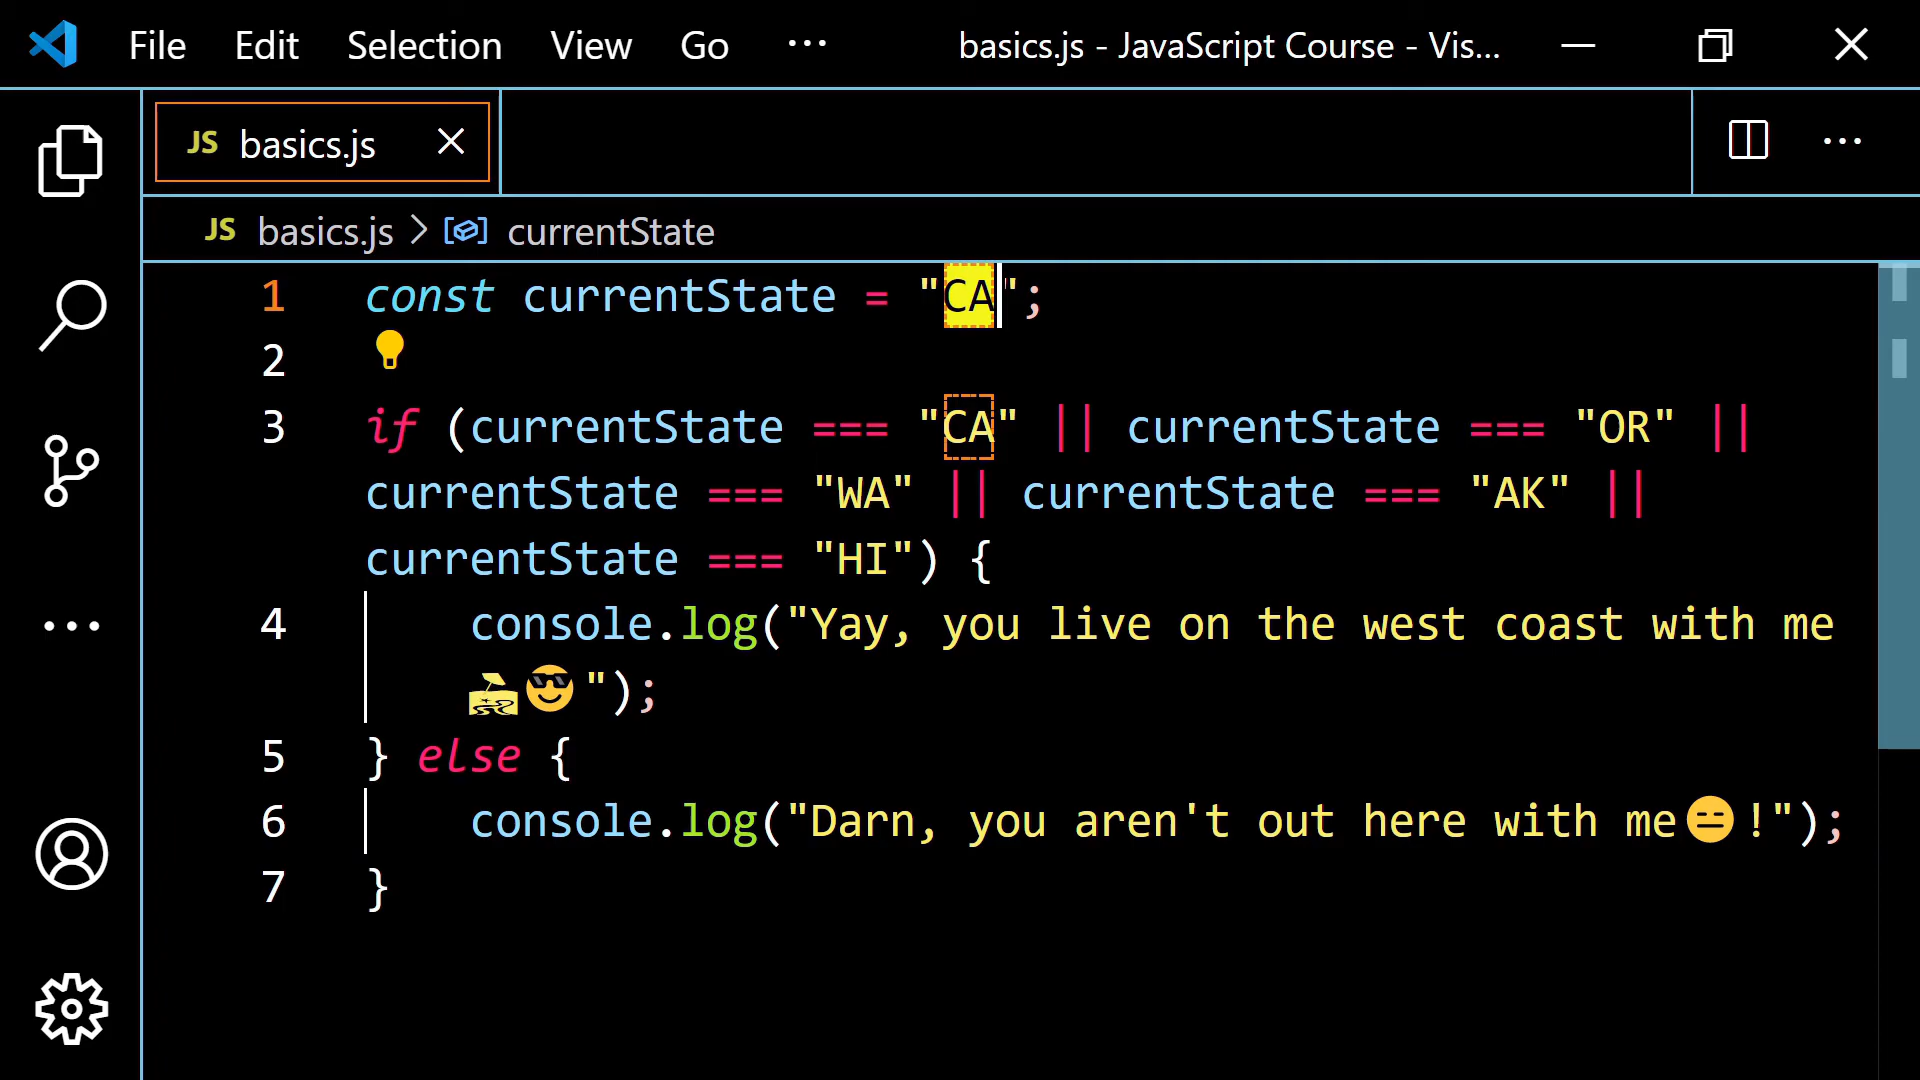 File Edit Selection View Go ··· basics.js - JavaScript Course - Vis...
JS basics.js
JS basics.js > currentState
1 const currentState = "CA";
2
3 if (currentState === "CA" || currentState === "OR" ||
currentState === "WA" || currentState === "AK" ||
currentState === "HI") {
4 console.log("Yay, you live on the west coast with me
🏖😎");
5 } else {
6 console.log("Darn, you aren't out here with me😑!");
7 }